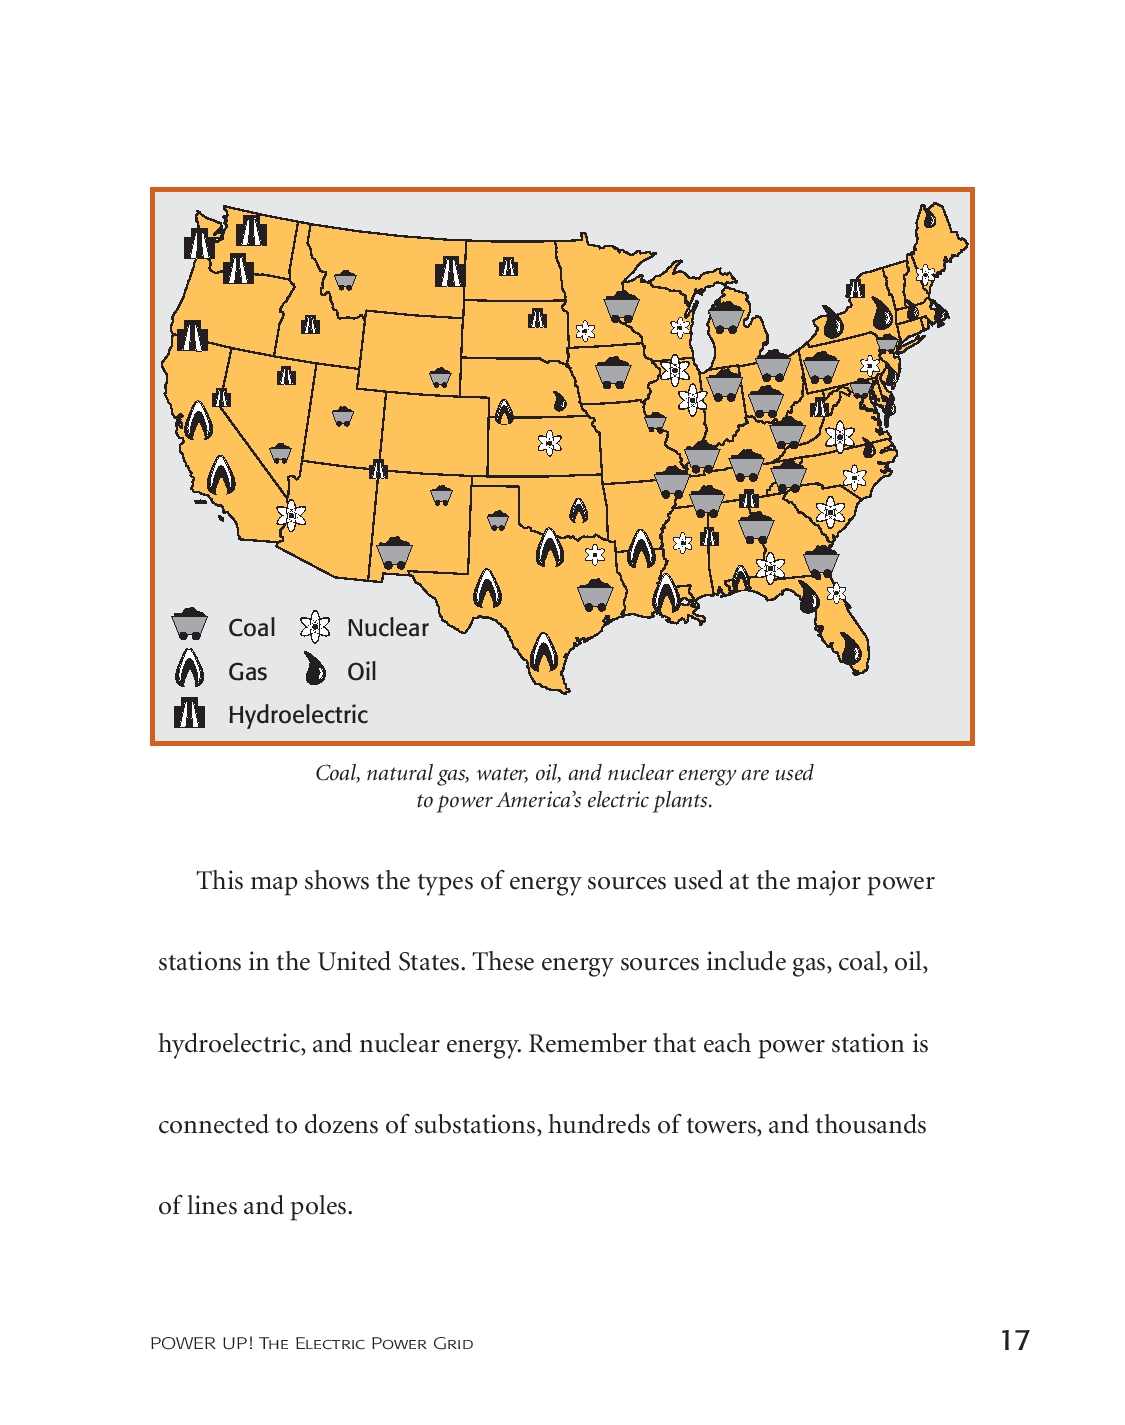 Coal Nuclear
Gas Oil
Hydroelectric
Coal, natural gas, water, oil, and nuclear energy are used
to power America’s electric plants.
This map shows the types of energy sources used at the major power
stations in the United States. These energy sources include gas, coal, oil,
hydroelectric, and nuclear energy. Remember that each power station is
connected to dozens of substations, hundreds of towers, and thousands
of lines and poles.
POWER UP! The Electric Power Grid 17